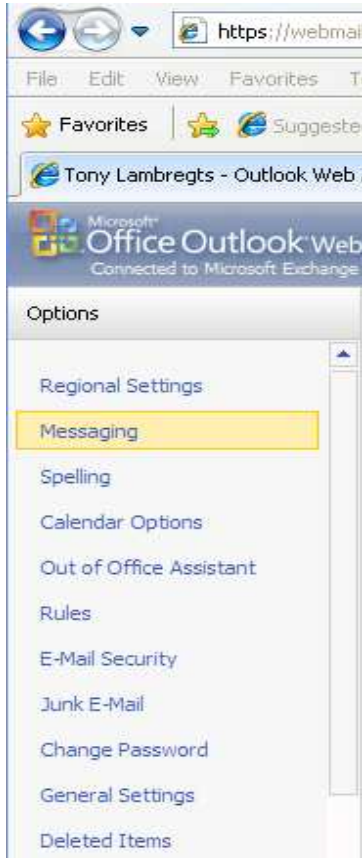 https://webmai
File Edit View Favorites T
Favorites Suggeste
Tony Lambregts - Outlook Web
Microsoft
Office Outlook Web
Connected to Microsoft Exchange
Options
Regional Settings
Messaging
Spelling
Calendar Options
Out of Office Assistant
Rules
E-Mail Security
Junk E-Mail
Change Password
General Settings
Deleted Items